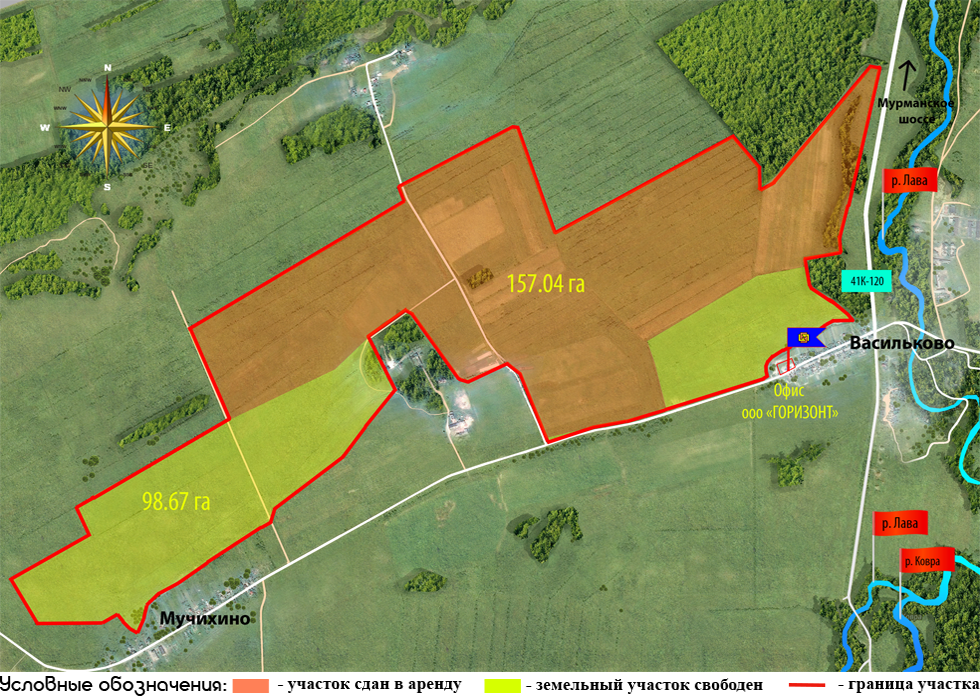 N
NW
W
E
SE
S
Мурманское
шоссе
р. Лава
41К-120
157.04 га
Васильково
Офис
ооо «ГОРИЗОНТ»
98.67 га
р. Лава
р. Ковра
Мучихино
Условные обозначения: - участок сдан в аренду - земельный участок свободен - граница участка